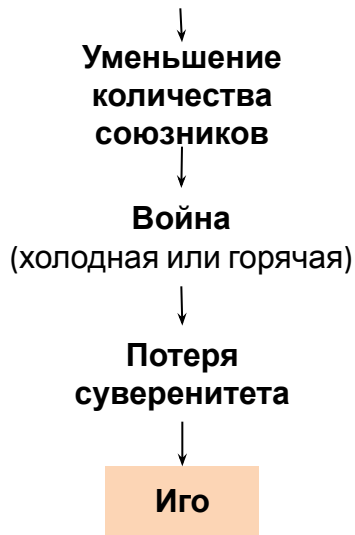 Уменьшение
количества
союзников
Война
(холодная или горячая)
Потеря
суверенитета
Иго